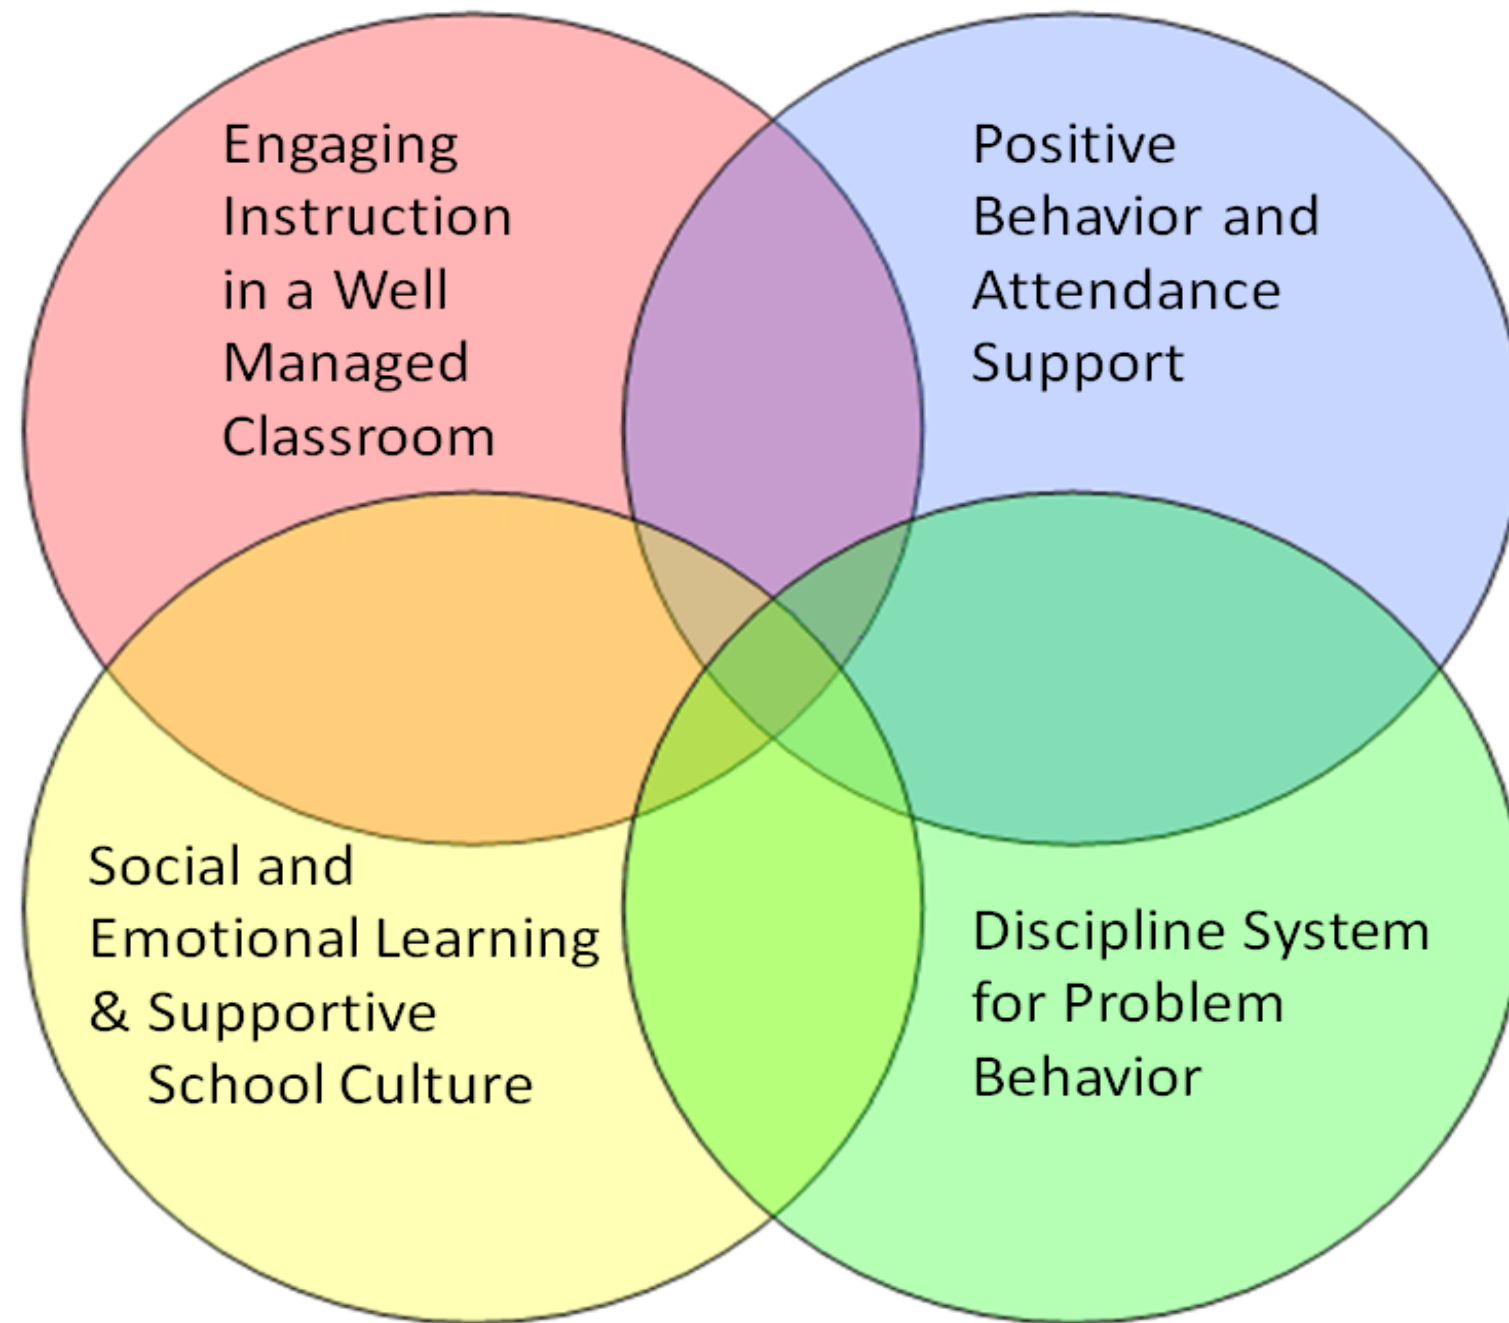 Engaging
Instruction
in a Well
Managed
Classroom
Positive
Behavior and
Attendance
Support
Social and
Emotional Learning
& Supportive
School Culture
Discipline System
for Problem
Behavior